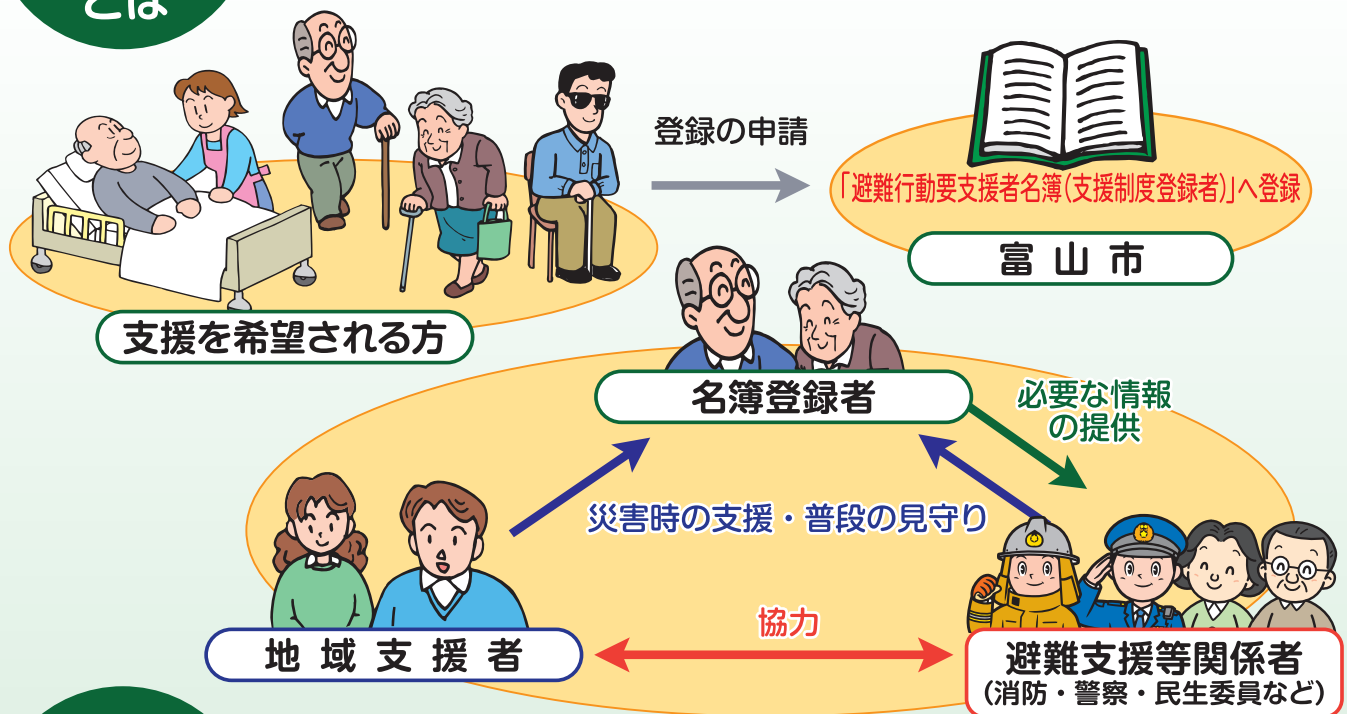 とは
登録の申請
「避難行動要支援者名簿(支援制度登録者)」へ登録
富山市
支援を希望される方
名簿登録者
必要な情報
の提供
災害時の支援・普段の見守り
協力
地域支援者
避難支援等関係者
(消防・警察・民生委員など)